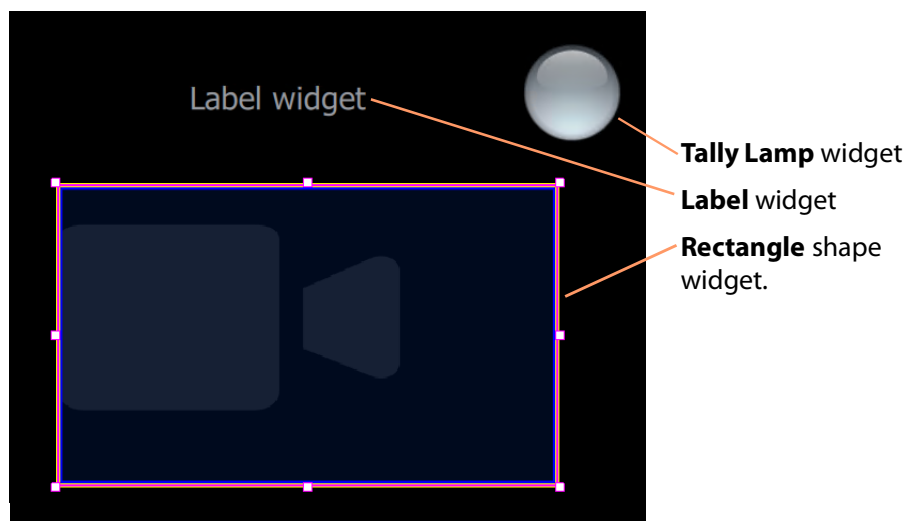 Label widget
Tally Lamp widget
Label widget
Rectangle shape
widget.